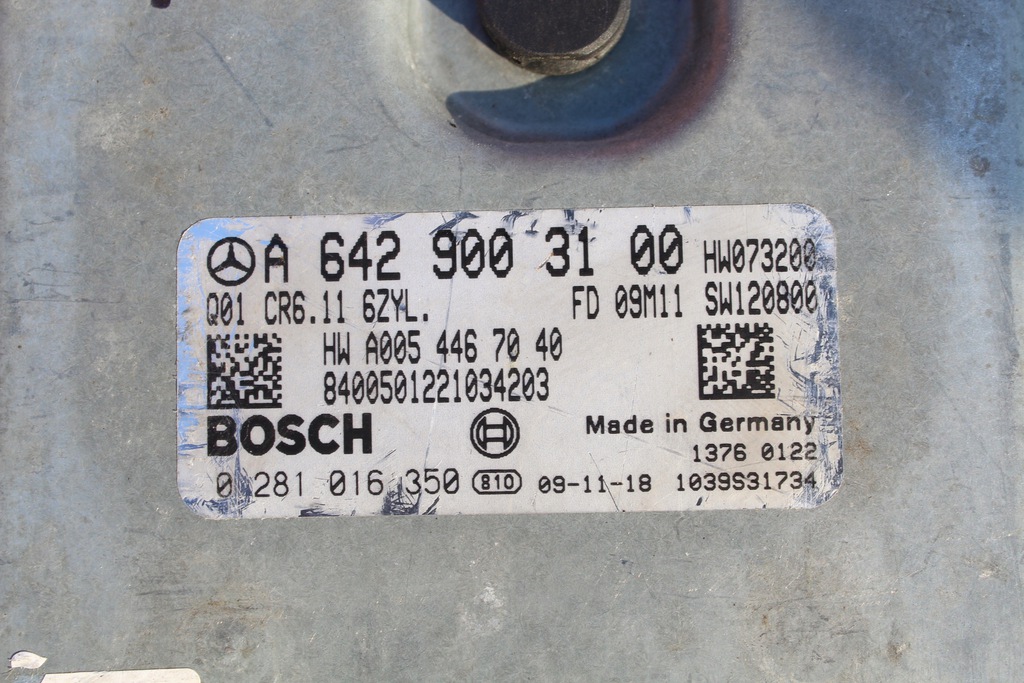 A 642 900 31 00 HW073200
Q01 CR6.11 6ZYL. FD 09M11 SW120800
HW A005 446 70 40
8400501221034203
BOSCH Made in Germany
1376 0122
0 281 016 350 810 09-11-18 1039S31734